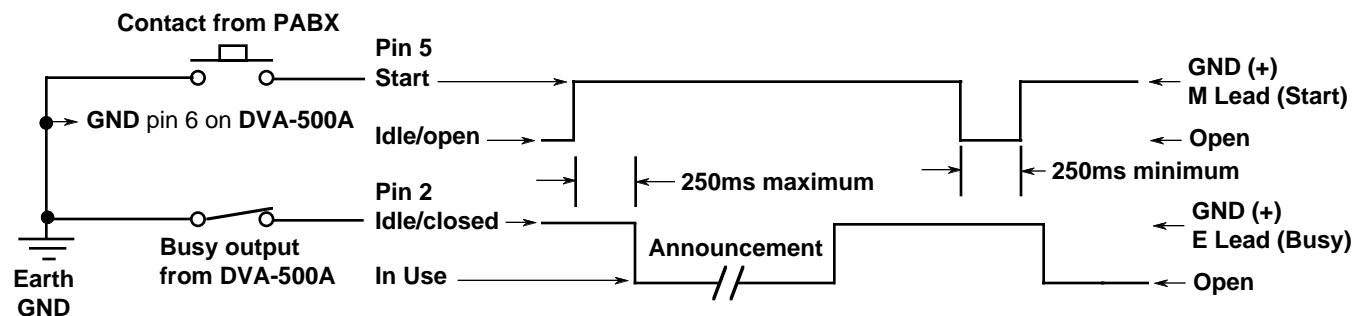 Contact from PABX
Pin 5
Start
GND (+)
M Lead (Start)
GND pin 6 on DVA-500A
Idle/open
Open
250ms maximum
250ms minimum
Pin 2
Idle/closed
GND (+)
E Lead (Busy)
Busy output
from DVA-500A
Announcement
In Use
Open
Earth
GND